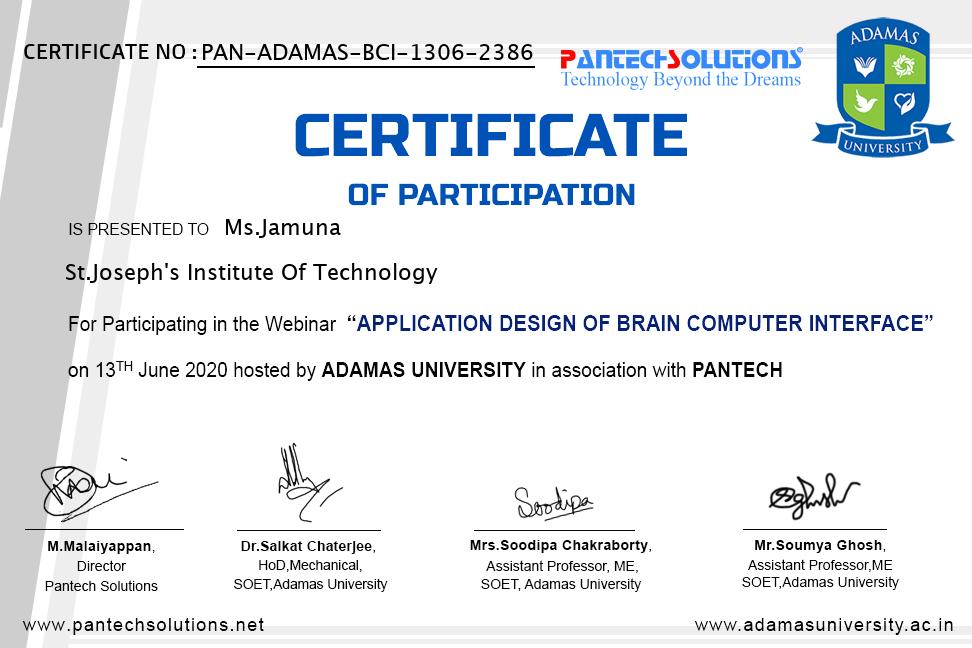 CERTIFICATE NO : PAN-ADAMAS-BCI-1306-2386
PANTECHSOLUTIONS®
Technology Beyond the Dreams
ADAMAS
UNIVERSITY
CERTIFICATE
OF PARTICIPATION
IS PRESENTED TO Ms.Jamuna
St.Joseph's Institute Of Technology
For Participating in the Webinar “APPLICATION DESIGN OF BRAIN COMPUTER INTERFACE”
on 13TH June 2020 hosted by ADAMAS UNIVERSITY in association with PANTECH
Soodipa
M.Malaiyappan,
Director
Pantech Solutions
Dr.Salkat Chaterjee,
HoD,Mechanical,
SOET,Adamas University
Mrs.Soodipa Chakraborty,
Assistant Professor, ME,
SOET, Adamas University
Mr.Soumya Ghosh,
Assistant Professor,ME
SOET,Adamas University
www.pantechsolutions.net
www.adamasuniversity.ac.in